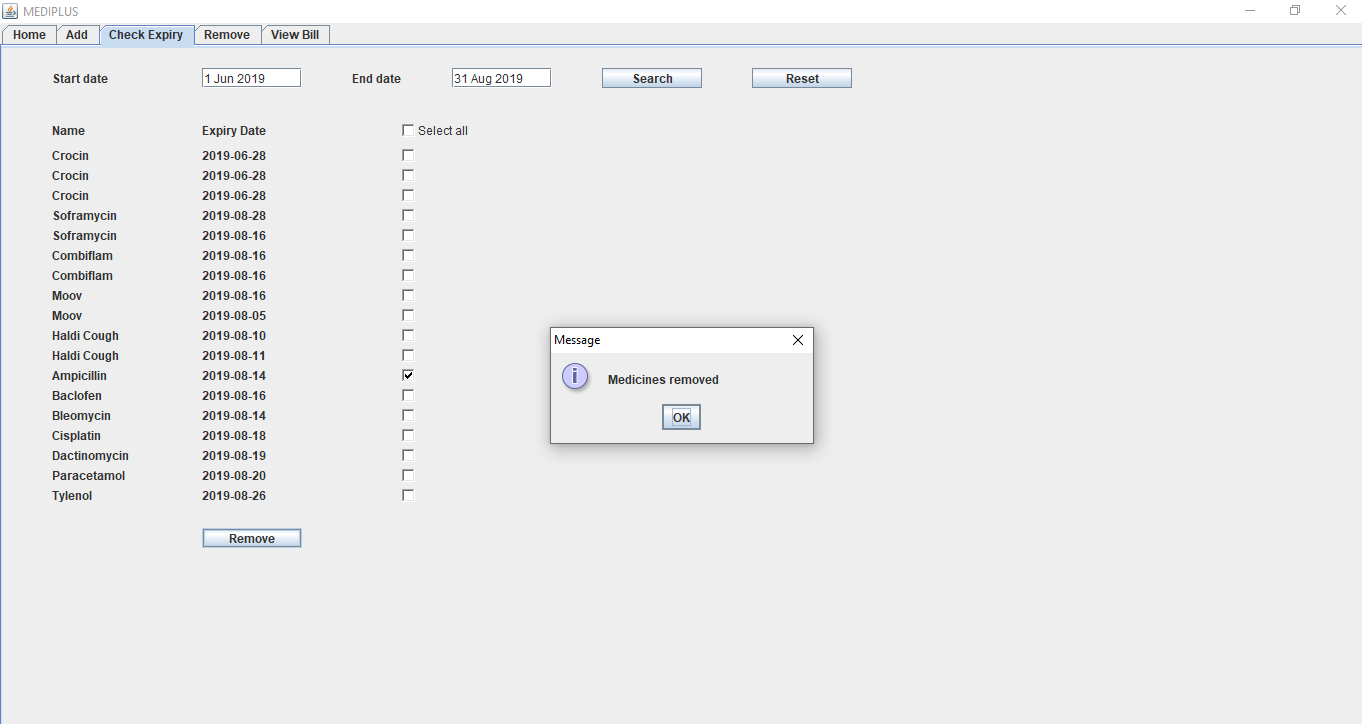 MEDIPLUS
Home Add Check Expiry Remove View Bill
Start date 1 Jun 2019 End date 31 Aug 2019 Search Reset
Name Expiry Date Select all
Crocin 2019-06-28
Crocin 2019-06-28
Crocin 2019-06-28
Soframycin 2019-08-28
Soframycin 2019-08-16
Combiflam 2019-08-16
Combiflam 2019-08-16
Moov 2019-08-16
Moov 2019-08-05
Haldi Cough 2019-08-10
Message
Haldi Cough 2019-08-11
Ampicillin 2019-08-14
Medicines removed
Baclofen 2019-08-16
Bleomycin 2019-08-14
OK
Cisplatin 2019-08-18
Dactinomycin 2019-08-19
Paracetamol 2019-08-20
Tylenol 2019-08-26
Remove